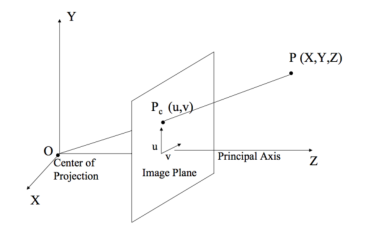 Y
P (X,Y,Z)
P_c (u,v)
O
u
v
Center of
Projection
Principal Axis
Z
Image Plane
X